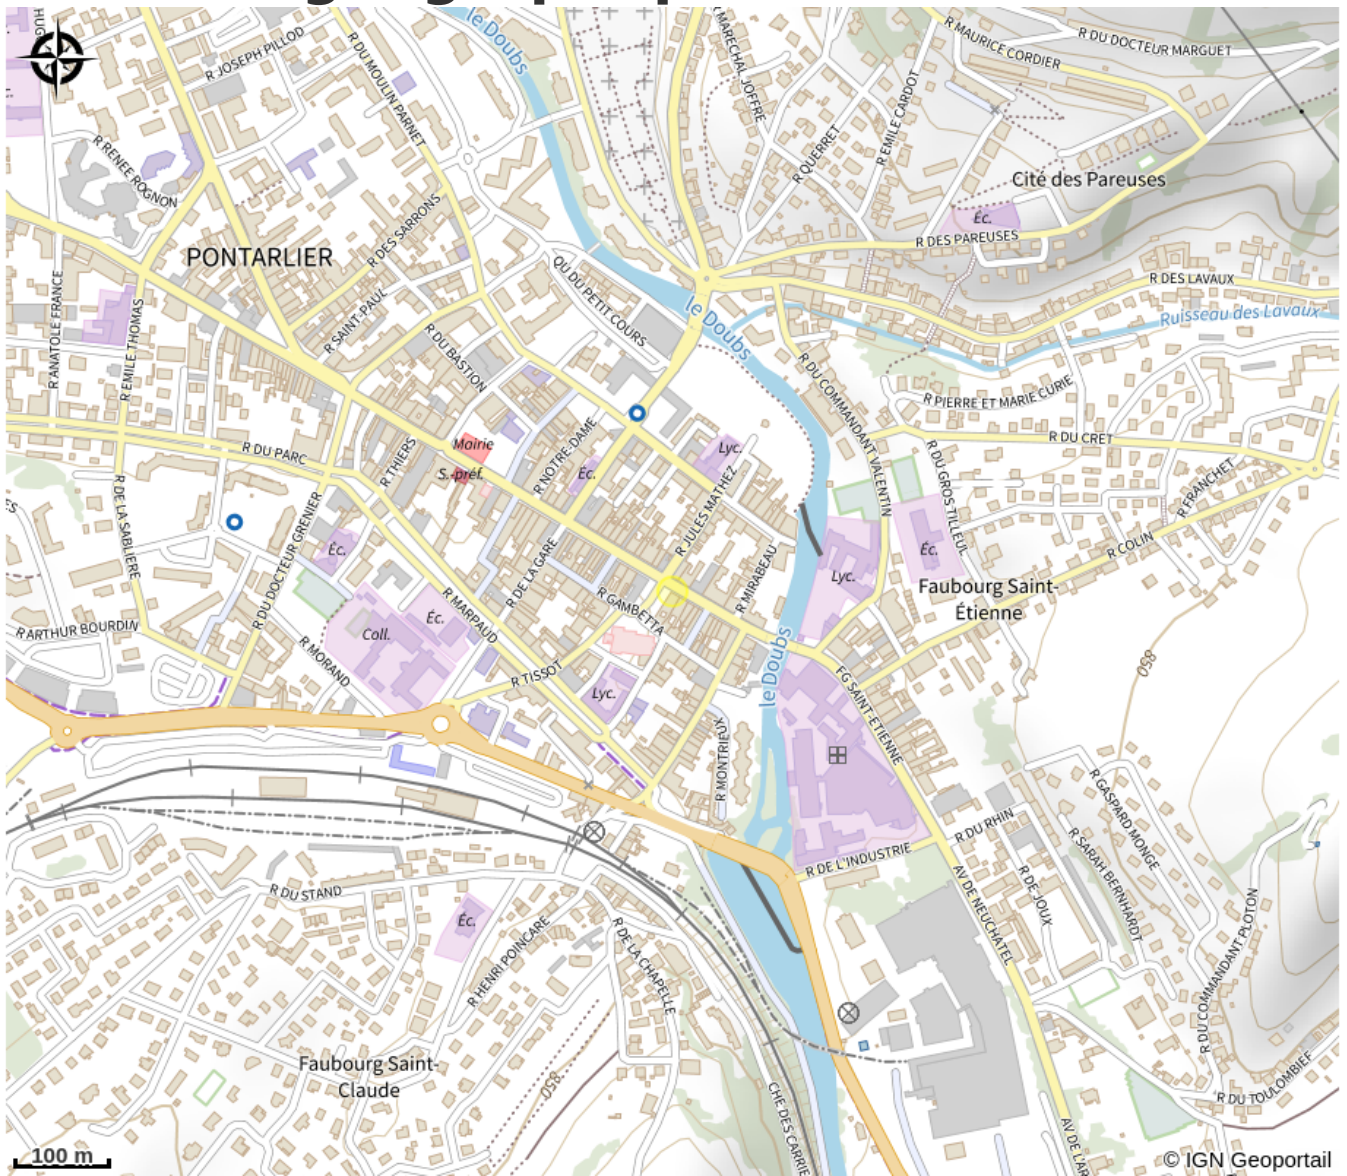 le Doubs
R MAURICE CORDIER
R DU DOCTEUR MARGUET
R JOSEPH PILLOD
R DU MOULIN PARNET
R MARECHAL JOFFRE
R EMILE CARDOT
R QUERRET
R RENEE ROGNON
Cité des Pareuses
Éc.
R DES PAREUSES
R DES SARRONS
PONTARLIER
QU DU PETIT COURS
R DES LAVAUX
le Doubs
Ruisseau des Lavaux
R ANATOLE FRANCE
R EMILE THOMAS
R SAINT-PAUL
R DU BASTION
R DU COMMANDANT VALENTIN
R PIERRE ET MARIE CURIE
R DU PARC
R THIERS
Mairie
S.-préf.
R NOTRE-DAME
Éc.
Lyc.
R DU CRET
R DU GROS TILLEUL
R FRANCHET
R JULES MATHEZ
R DE LA SABLIÈRE
R DU DOCTEUR GRENIER
Éc.
R DE LA GARE
R MIRABEAU
Éc.
R COLIN
Lyc.
Faubourg Saint-
Étienne
R GAMBETTA
R MARPAUD
Éc.
Coll.
R ARTHUR BOURDIN
R MORAND
R TISSOT
Lyc.
le Doubs
FG SAINT-ETIENNE
850
R MONTRIEUX
R GASPARD MONGE
R DU RHIN
R SARAH BERNHARDT
R DE L'INDUSTRIE
AV DE NEUCHATEL
R DE JOUX
R DU STAND
Éc.
R HENRI POINCARE
R DE LA CHAPELLE
R DU COMMANDANT PLOTON
Faubourg Saint-
Claude
850
CHE DES CARRIE
R DU TOULOMBIEF
AV DE L'AR
100 m
© IGN Geoportail